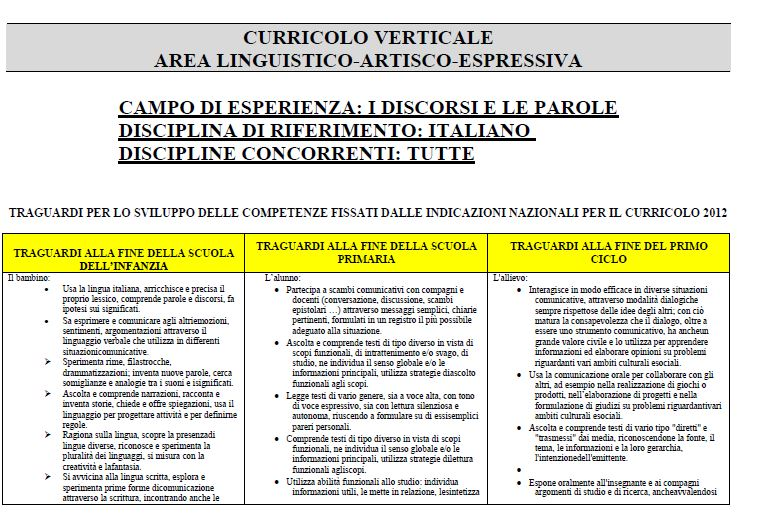 CURRICOLO VERTICALE
AREA LINGUISTICO-ARTISCO-ESPRESSIVA
CAMPO DI ESPERIENZA: I DISCORSI E LE PAROLE
DISCIPLINA DI RIFERIMENTO: ITALIANO
DISCIPLINE CONCORRENTI: TUTTE
TRAGUARDI PER LO SVILUPPO DELLE COMPETENZE FISSATI DALLE INDICAZIONI NAZIONALI PER IL CURRICOLO 2012
TRAGUARDI ALLA FINE DELLA SCUOLA
DELL'INFANZIA
Il bambino:
• Usa la lingua italiana, arricchisce e precisa il
proprio lessico, comprende parole e discorsi, fa
ipotesi sui significati.
• Sa esprimere e comunicare agli altriemozioni,
sentimenti, argomentazioni attraverso il
linguaggio verbale che utilizza in differenti
situazionicomunicative.
➢ Sperimenta rime, filastrocche,
drammatizzazioni; inventa nuove parole, cerca
somiglianze e analogie tra i suoni e isignificati.
➢ Ascolta e comprende narrazioni, racconta e
inventa storie, chiede e offre spiegazioni, usa il
linguaggio per progettare attività e per definirne
regole.
➢ Ragiona sulla lingua, scopre la presenzadi
lingue diverse, riconosce e sperimenta la
pluralità dei linguaggi, si misura con la
creatività e lafantasia.
➢ Si avvicina alla lingua scritta, esplora e
sperimenta prime forme dicomunicazione
attraverso la scrittura, incontrando anche le
TRAGUARDI ALLA FINE DELLA SCUOLA
PRIMARIA
L'alunno:
• Partecipa a scambi comunicativi con compagni e
docenti (conversazione, discussione, scambi
epistolari …) attraverso messaggi semplici, chiarie
pertinenti, formulati in un registro il più possibile
adeguato alla situazione.
• Ascolta e comprende testi di tipo diverso in vista di
scopi funzionali, di intrattenimento e/o svago, di
studio, ne individua il senso globale e/o le
informazioni principali, utilizza strategie diascolto
funzionali agli scopi.
• Legge testi di vario genere, sia a voce alta, con tono
di voce espressivo, sia con lettura silenziosa e
autonoma, riuscendo a formulare su di essisemplici
pareri personali.
• Comprende testi di tipo diverso in vista di scopi
funzionali, ne individua il senso globale e/o le
informazioni principali, utilizza strategie dilettura
funzionali agliscopi.
• Utilizza abilità funzionali allo studio: individua
informazioni utili, le mette in relazione, lesintetizza
TRAGUARDI ALLA FINE DEL PRIMO
CICLO
L'allievo:
• Interagisce in modo efficace in diverse situazioni
comunicative, attraverso modalità dialogiche
sempre rispettose delle idee degli altri; con ciò
matura la consapevolezza che il dialogo, oltre a
essere uno strumento comunicativo, ha ancheun
grande valore civile e lo utilizza per apprendere
informazioni ed elaborare opinioni su problemi
riguardanti vari ambiti culturali esociali.
• Usa la comunicazione orale per collaborare con gli
altri, ad esempio nella realizzazione di giochi o
prodotti, nell'elaborazione di progetti e nella
formulazione di giudizi su problemi riguardantivari
ambiti culturali esociali.
• Ascolta e comprende testi di vario tipo "diretti" e
"trasmessi" dai media, riconoscendone la fonte, il
tema, le informazioni e la loro gerarchia,
l'intenzionedell'emittente.
•
• Espone oralmente all'insegnante e ai compagni
argomenti di studio e di ricerca, ancheavvalendosi